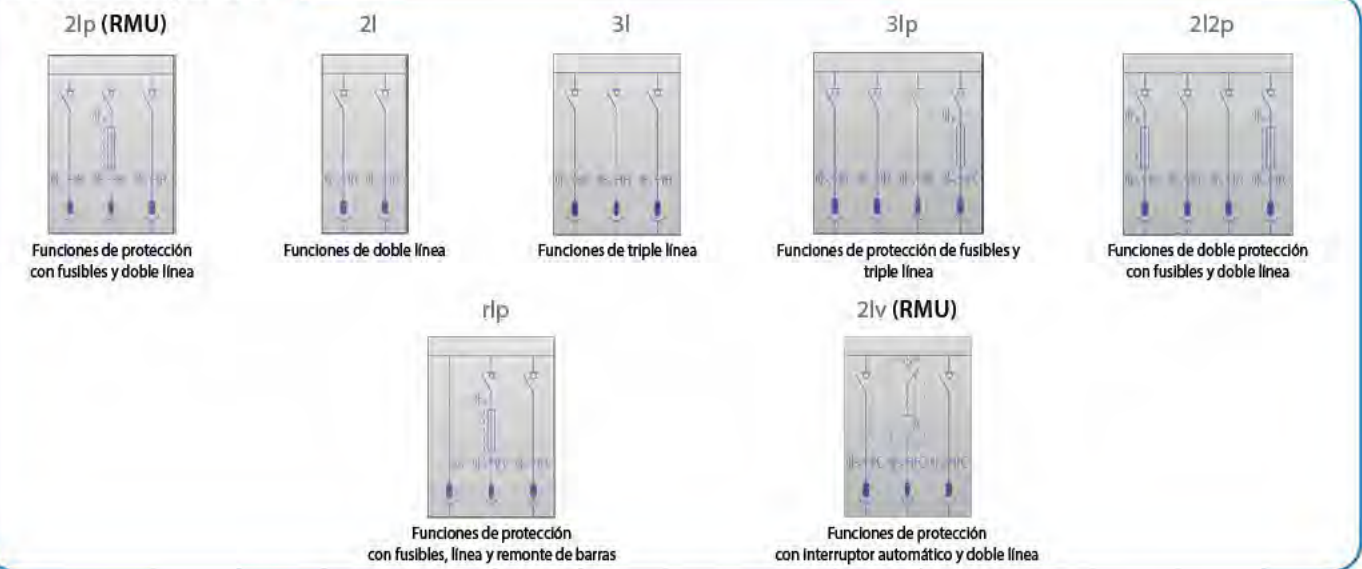 2lp (RMU)
2l
3l
3lp
2l2p
Funciones de protección
con fusibles y doble línea
Funciones de doble línea
Funciones de triple línea
Funciones de protección de fusibles y
triple línea
Funciones de doble protección
con fusibles y doble línea
rlp
2lv (RMU)
Funciones de protección
con fusibles, línea y remonte de barras
Funciones de protección
con interruptor automático y doble línea